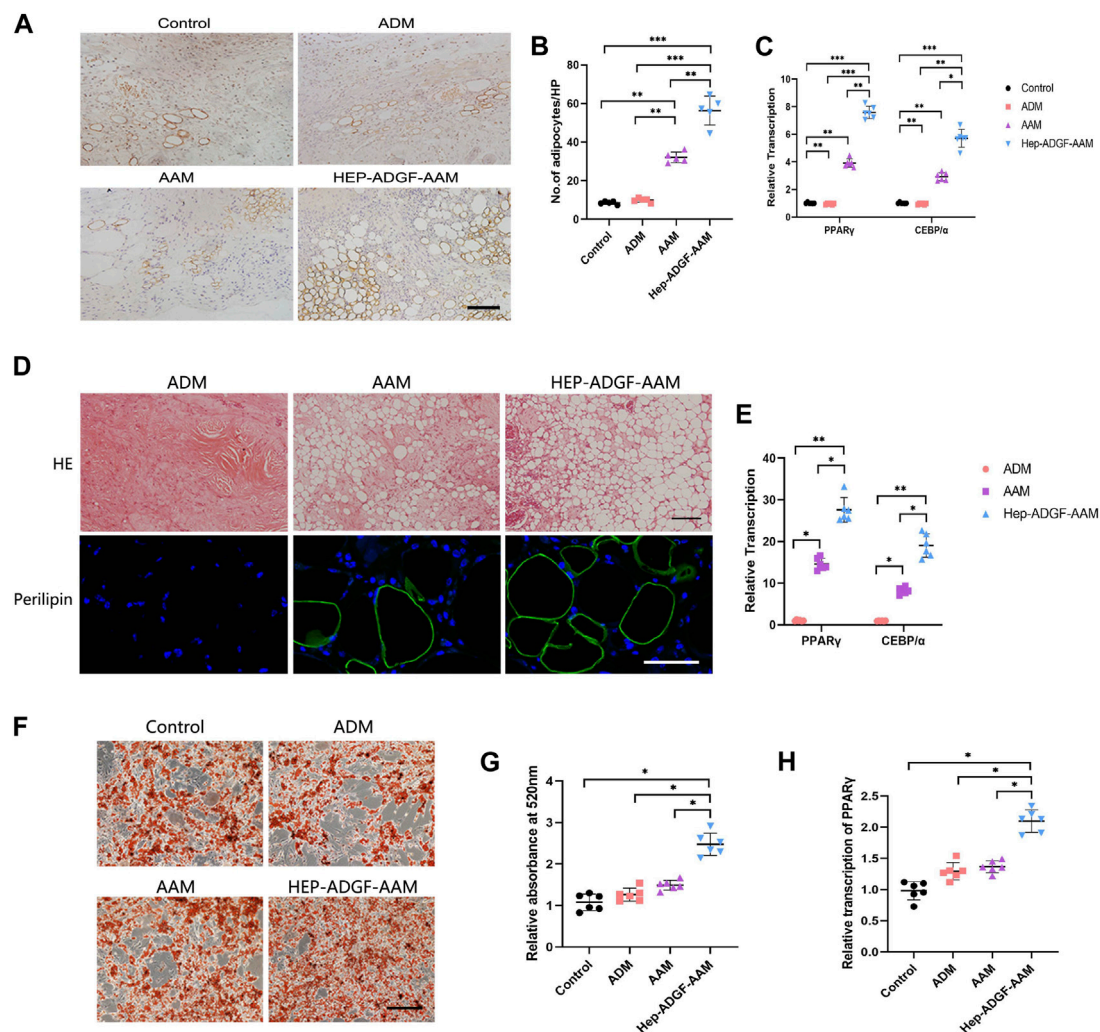 A
Control
ADM
AAM
HEP-ADGF-AAM
B
No.of adipocytes/HP
80
60
40
20
0
***
***
**
**
**
Control
ADM
AAM
Hep-ADGF-AAM
C
Relative Transcription
10
8
6
4
2
0
***
***
**
**
**
***
**
*
**
**
PPARγ
CEBP/α
Control
ADM
AAM
Hep-ADGF-AAM
D
ADM
AAM
HEP-ADGF-AAM
HE
Perilipin
E
Relative Transcription
40
30
20
10
0
**
*
*
**
*
*
PPARγ
CEBP/α
ADM
AAM
Hep-ADGF-AAM
F
Control
ADM
AAM
HEP-ADGF-AAM
G
Relative absorbance at 520nm
4
3
2
1
0
*
*
*
Control
ADM
AAM
Hep-ADGF-AAM
H
Relative transcription of PPARγ
2.5
2.0
1.5
1.0
0.5
0.0
*
*
*
Control
ADM
AAM
Hep-ADGF-AAM